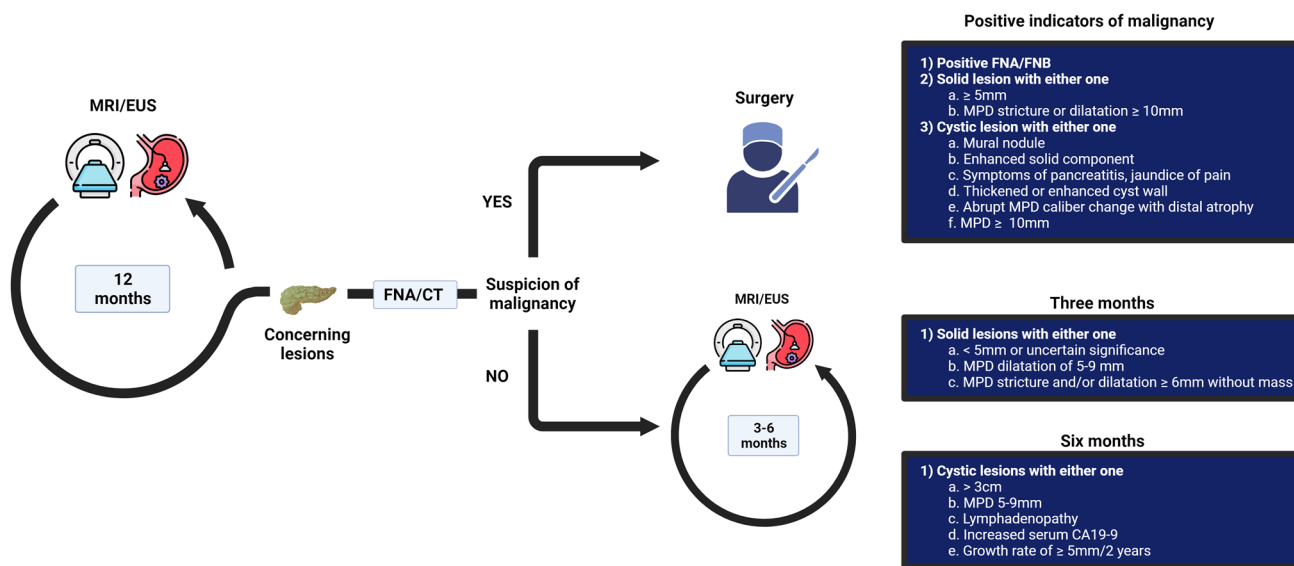 MRI/EUS
12
months
Concerning
lesions
FNA/CT
Suspicion of
malignancy
YES
NO
Surgery
MRI/EUS
3-6
months
Positive indicators of malignancy
1) Positive FNA/FNB
2) Solid lesion with either one
a. ≥ 5mm
b. MPD stricture or dilatation ≥ 10mm
3) Cystic lesion with either one
a. Mural nodule
b. Enhanced solid component
c. Symptoms of pancreatitis, jaundice of pain
d. Thickened or enhanced cyst wall
e. Abrupt MPD caliber change with distal atrophy
f. MPD ≥ 10mm
Three months
1) Solid lesions with either one
a. < 5mm or uncertain significance
b. MPD dilatation of 5-9 mm
c. MPD stricture and/or dilatation ≥ 6mm without mass
Six months
1) Cystic lesions with either one
a. > 3cm
b. MPD 5-9mm
c. Lymphadenopathy
d. Increased serum CA19-9
e. Growth rate of ≥ 5mm/2 years